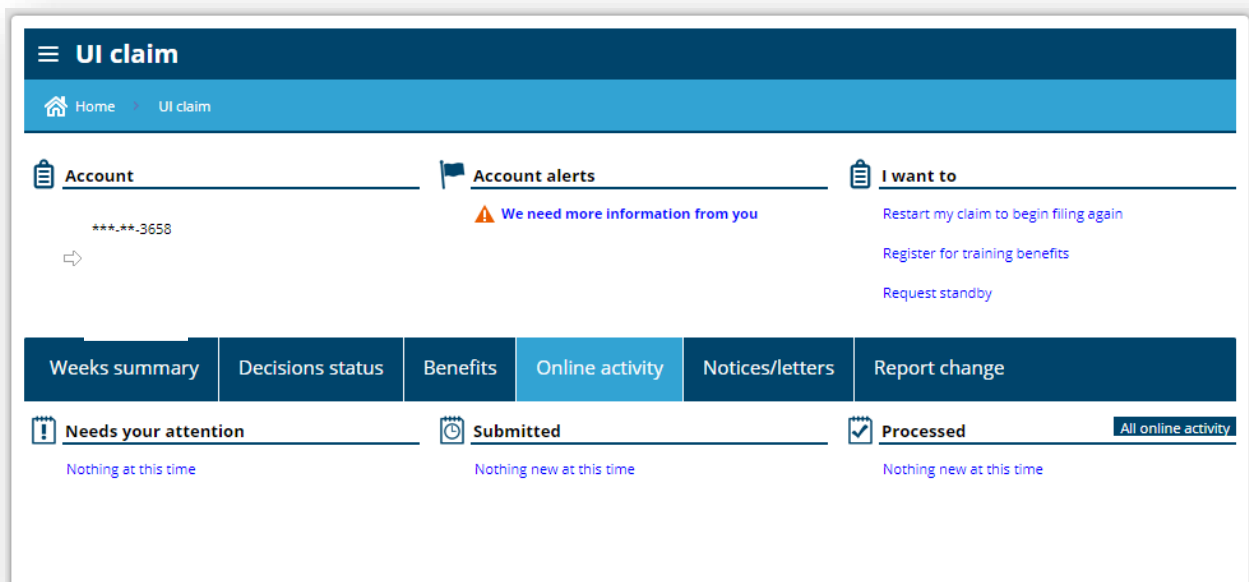 UI claim
Home UI claim
Account
***-**-3658
Account alerts
We need more information from you
I want to
Restart my claim to begin filing again
Register for training benefits
Request standby
Weeks summary Decisions status Benefits Online activity Notices/letters Report change
Needs your attention
Nothing at this time
Submitted
Nothing new at this time
Processed All online activity
Nothing new at this time